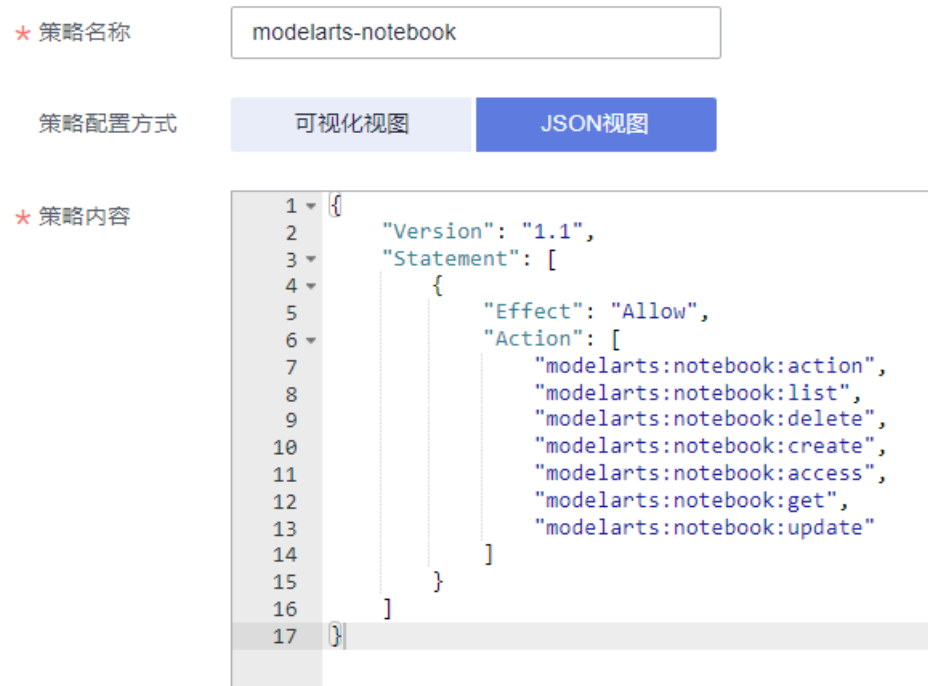 * 策略名称 modelarts-notebook
策略配置方式 可视化视图 JSON视图
* 策略内容
1 {
2 "Version": "1.1",
3 "Statement": [
4 {
5 "Effect": "Allow",
6 "Action": [
7 "modelarts:notebook:action",
8 "modelarts:notebook:list",
9 "modelarts:notebook:delete",
10 "modelarts:notebook:create",
11 "modelarts:notebook:access",
12 "modelarts:notebook:get",
13 "modelarts:notebook:update"
14 ]
15 }
16 ]
17 }